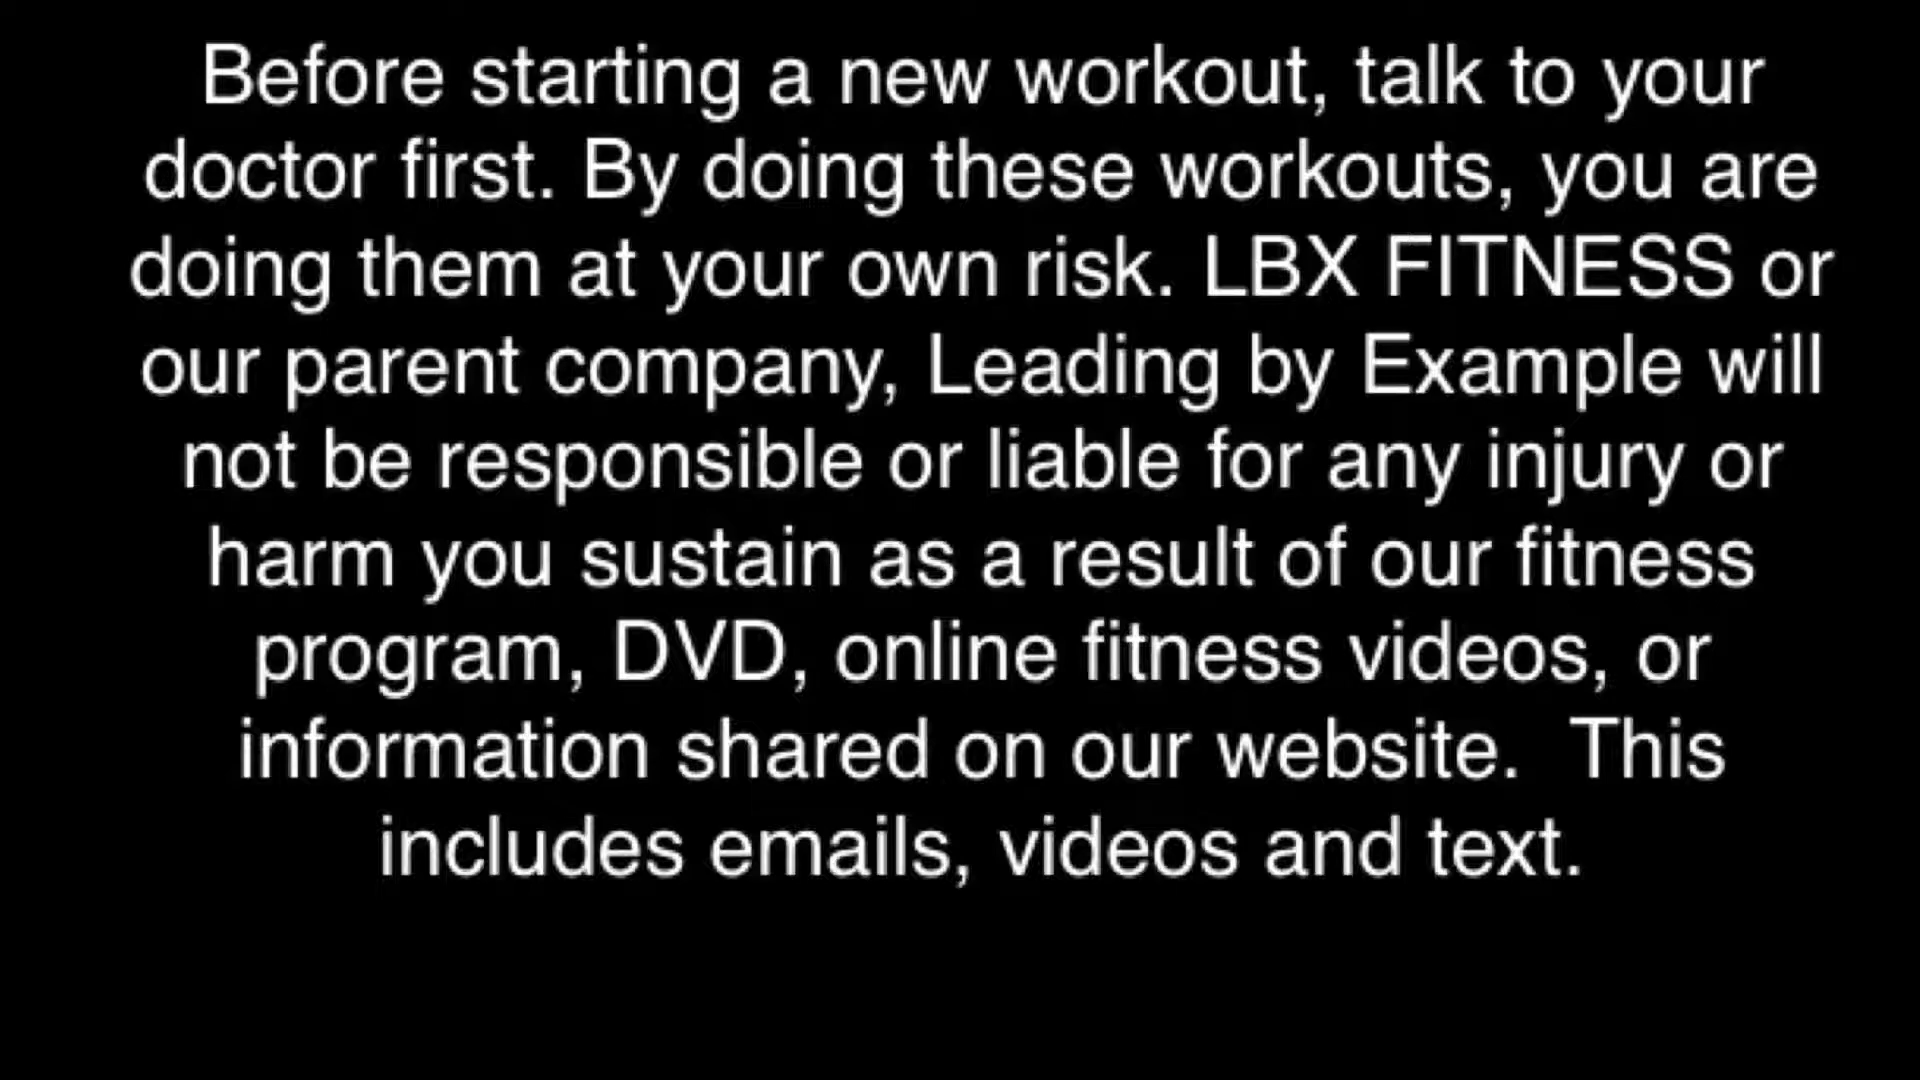 Before starting a new workout, talk to your
doctor first. By doing these workouts, you are
doing them at your own risk. LBX FITNESS or
our parent company, Leading by Example will
not be responsible or liable for any injury or
harm you sustain as a result of our fitness
program, DVD, online fitness videos, or
information shared on our website.  This
includes emails, videos and text.